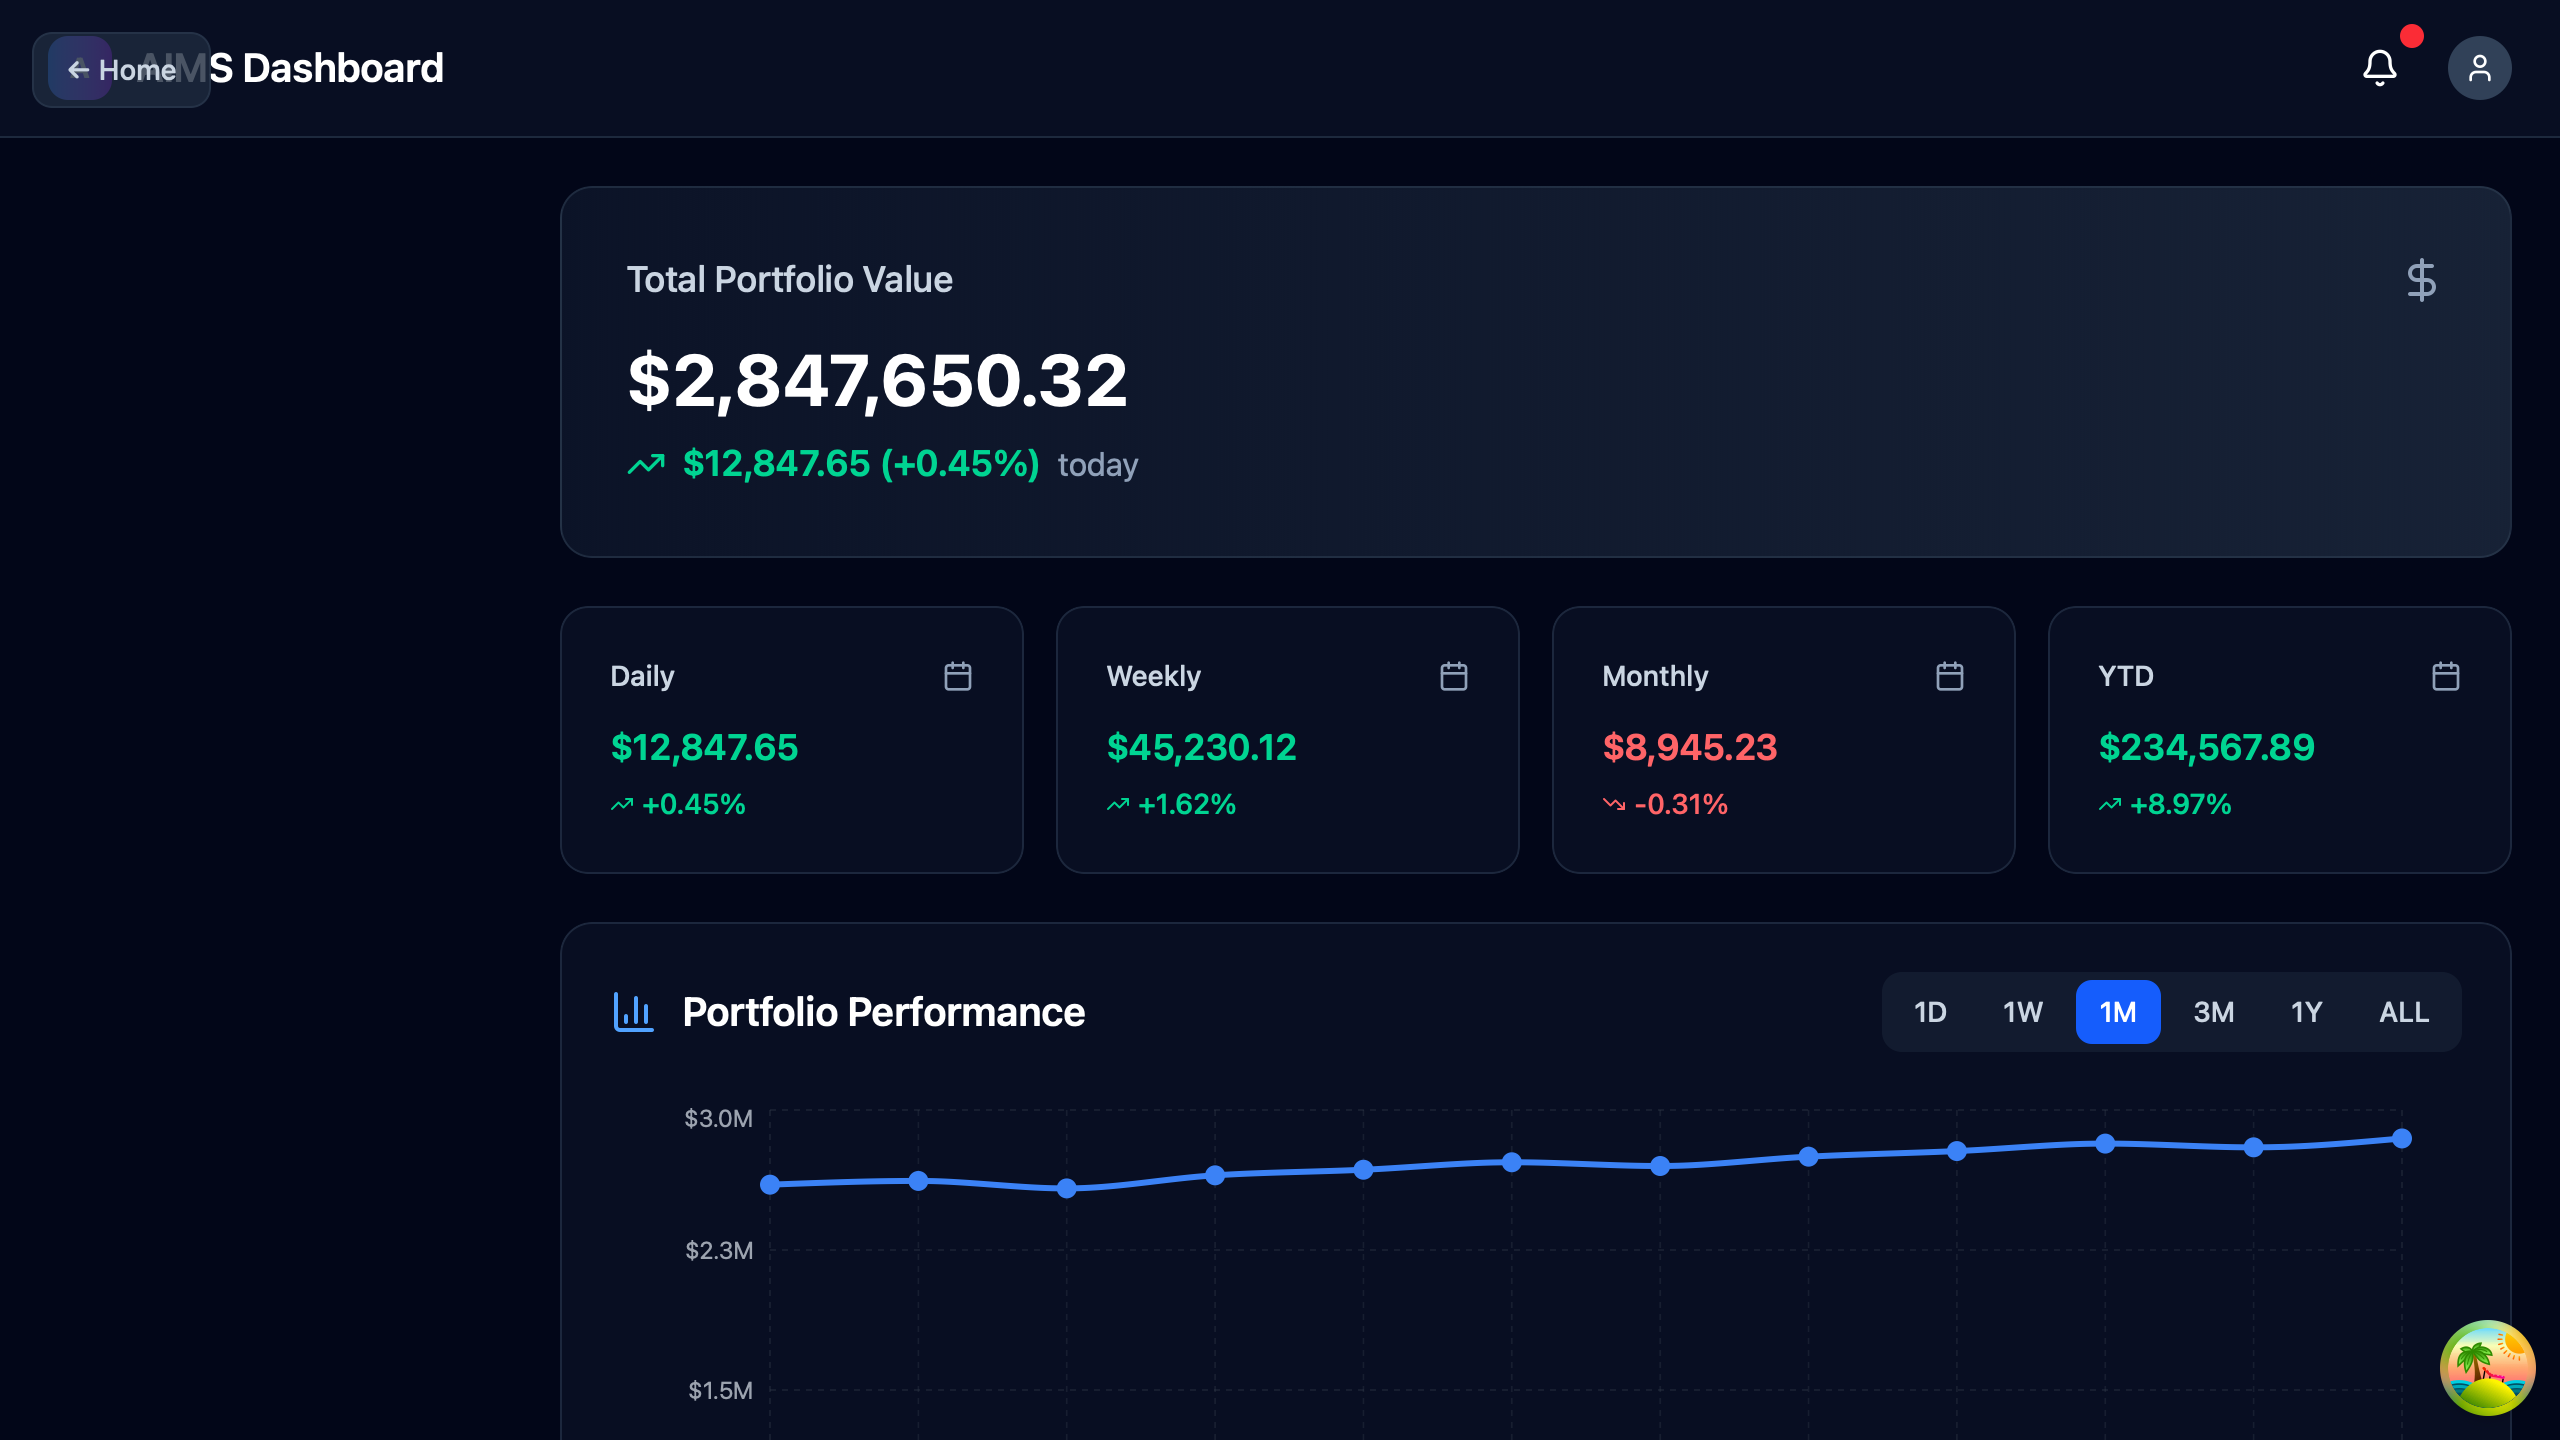 Home
AIMS Dashboard
Total Portfolio Value
$
$2,847,650.32
$12,847.65 (+0.45%) today
Daily
$12,847.65
+0.45%
Weekly
$45,230.12
+1.62%
Monthly
$8,945.23
-0.31%
YTD
$234,567.89
+8.97%
Portfolio Performance
1D 1W 1M 3M 1Y ALL
$3.0M
$2.3M
$1.5M